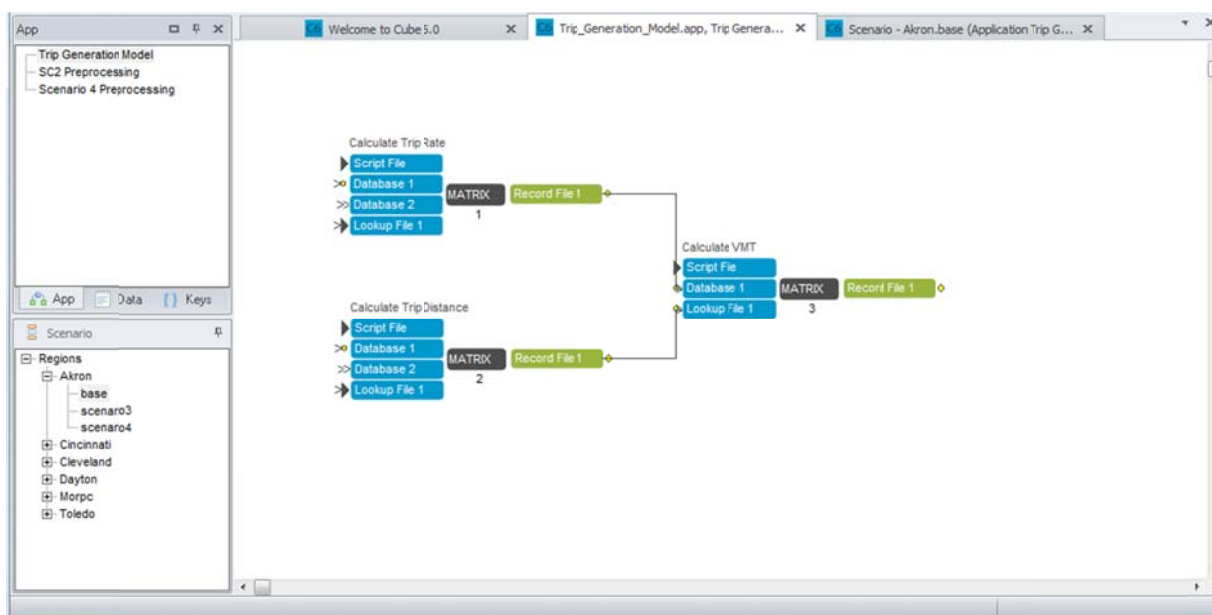 App
Welcome to Cube 5.0
Trip_Generation_Model.app, Trip Genera...
Scenario - Akron.base (Application Trip G...
Trip Generation Model
SC2 Preprocessing
Scenario 4 Preprocessing
App
Data
Keys
Scenario
Regions
Akron
base
scenaro3
scenaro4
Cincinnati
Cleveland
Dayton
Morpc
Toledo
Calculate Trip Rate
Script File
Database 1
Database 2
Lookup File 1
MATRIX
1
Record File 1
Calculate Trip Distance
Script File
Database 1
Database 2
Lookup File 1
MATRIX
2
Record File 1
Calculate VMT
Script File
Database 1
Lookup File 1
MATRIX
3
Record File 1